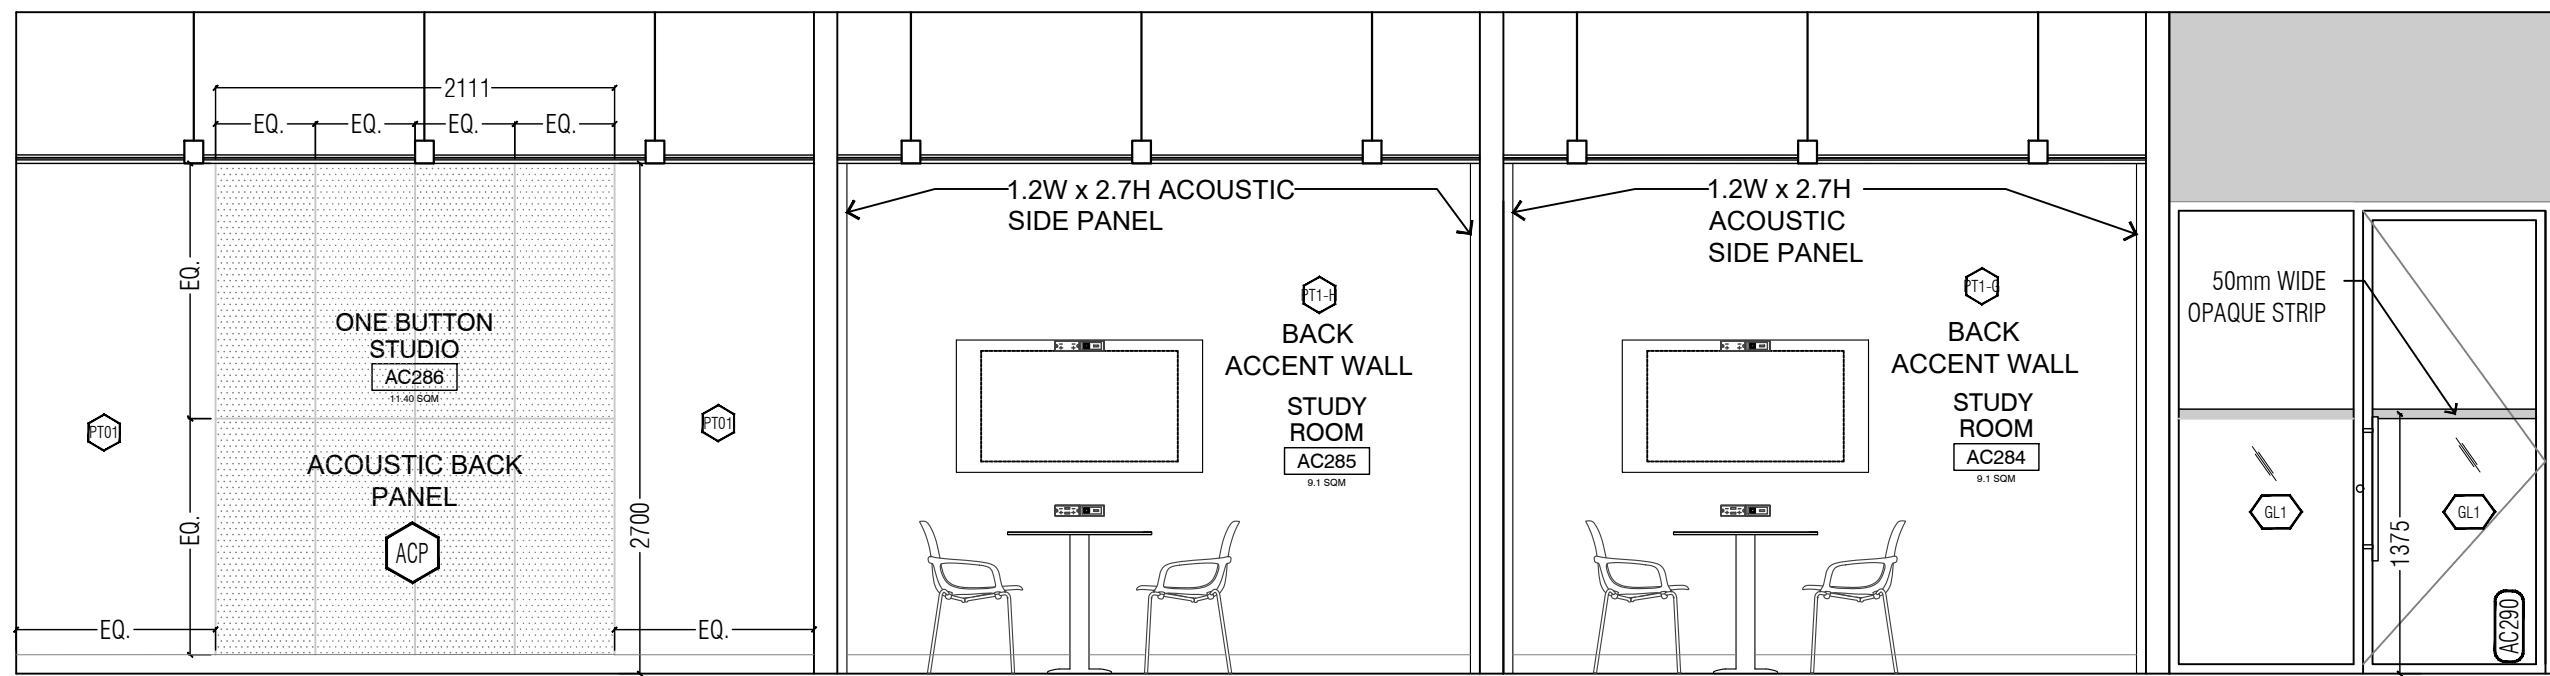 2111
EQ.
EQ.
EQ.
EQ.
EQ.
ONE BUTTON
STUDIO
AC286
11.40 SQM
PT01
PT01
ACOUSTIC BACK
PANEL
ACP
EQ.
2700
EQ.
EQ.
1.2W x 2.7H ACOUSTIC
SIDE PANEL
PT1-H
BACK
ACCENT WALL
STUDY
ROOM
AC285
9.1 SQM
1.2W x 2.7H
ACOUSTIC
SIDE PANEL
PT1-G
BACK
ACCENT WALL
STUDY
ROOM
AC284
9.1 SQM
50mm WIDE
OPAQUE STRIP
GL1
GL1
1375
AC290